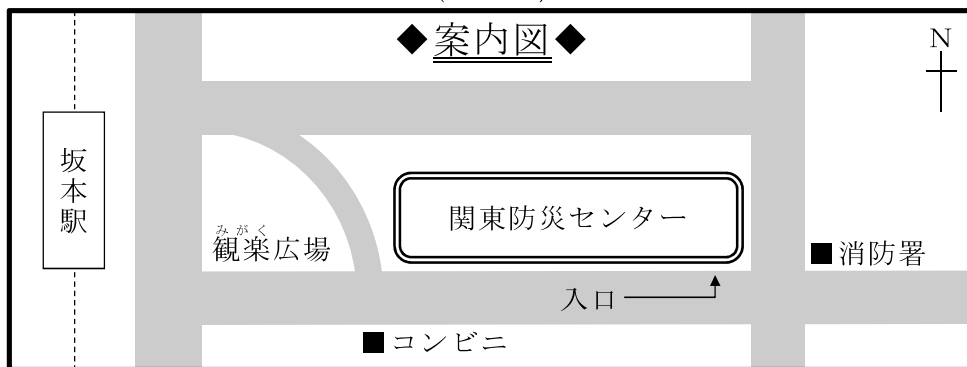 ◆案内図◆
N
坂本駅
関東防災センター
みがく
観楽広場
■消防署
入口
■コンビニ